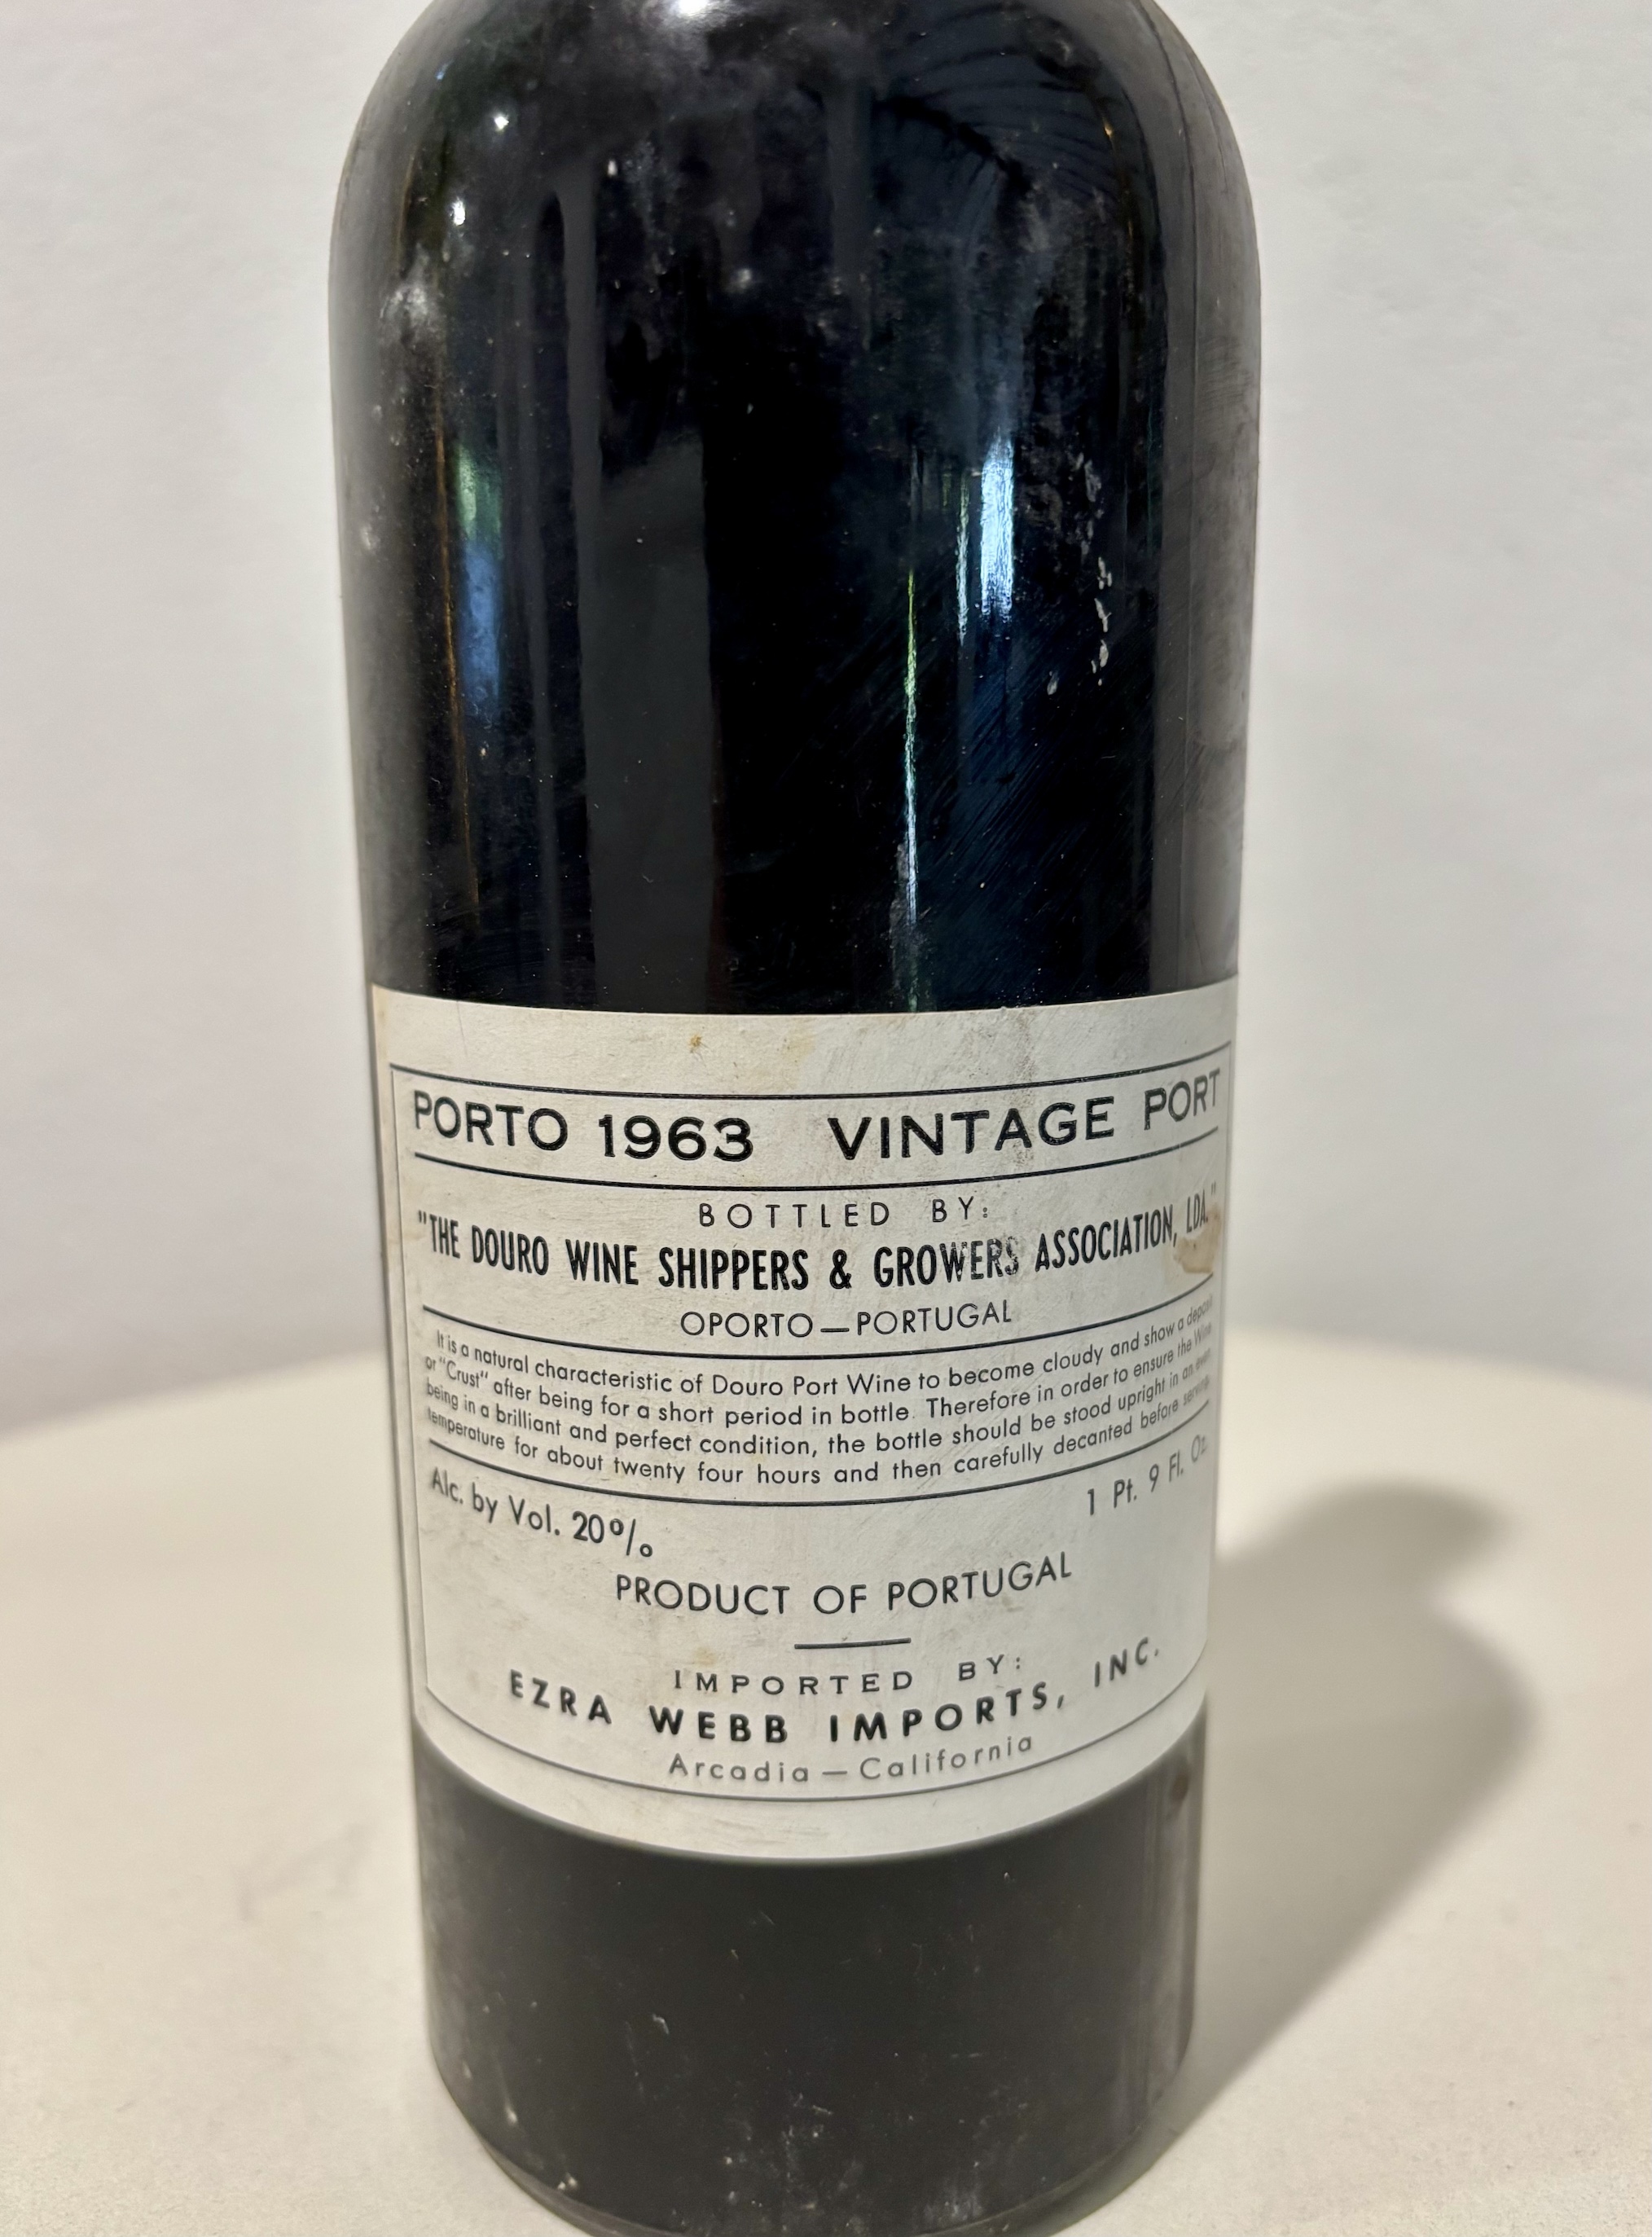 PORTO 1963 VINTAGE PORT
BOTTLED BY:
"THE DOURO WINE SHIPPERS & GROWERS ASSOCIATION, LDA."
OPORTO—PORTUGAL
It is a natural characteristic of Douro Port Wine to become cloudy and show a deposit
or "Crust" after being for a short period in bottle. Therefore in order to ensure the Wine
being in a brilliant and perfect condition, the bottle should be stood upright in an even
temperature for about twenty four hours and then carefully decanted before serving.
Alc. by Vol. 20% 1 Pt. 9 Fl. Oz.
PRODUCT OF PORTUGAL
IMPORTED BY:
EZRA WEBB IMPORTS, INC.
Arcadia — California